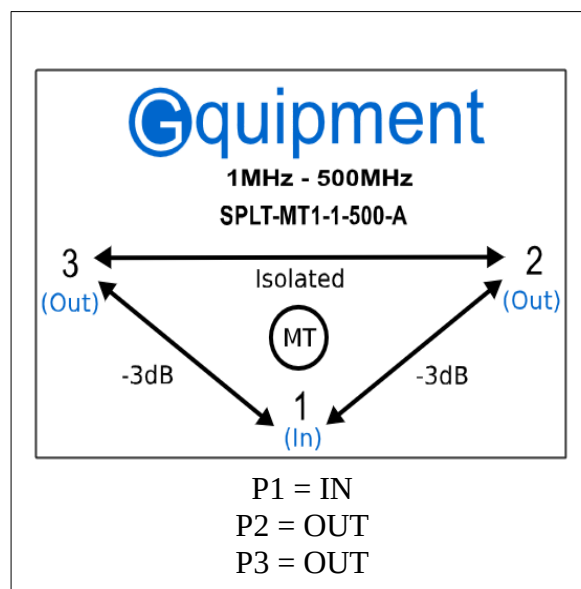 Gquipment
1MHz - 500MHz
SPLT-MT1-1-500-A
3 2
Isolated
(Out) (Out)
MT
-3dB -3dB
1
(In)
P1 = IN
P2 = OUT
P3 = OUT